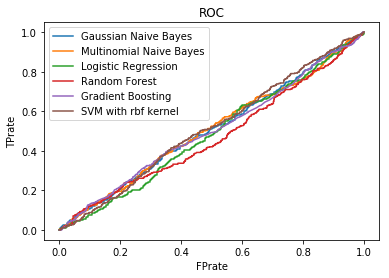 ROC
TPrate
1.0
0.8
0.6
0.4
0.2
0.0
Gaussian Naive Bayes
Multinomial Naive Bayes
Logistic Regression
Random Forest
Gradient Boosting
SVM with rbf kernel
0.0 0.2 0.4 0.6 0.8 1.0
FPrate